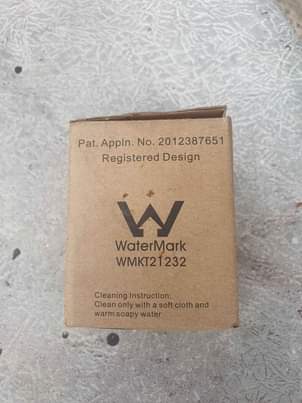 Pat. Appln. No. 2012387651
Registered Design
WaterMark
WMKT21232
Cleaning Instruction:
Clean only with a soft cloth and
warm soapy water